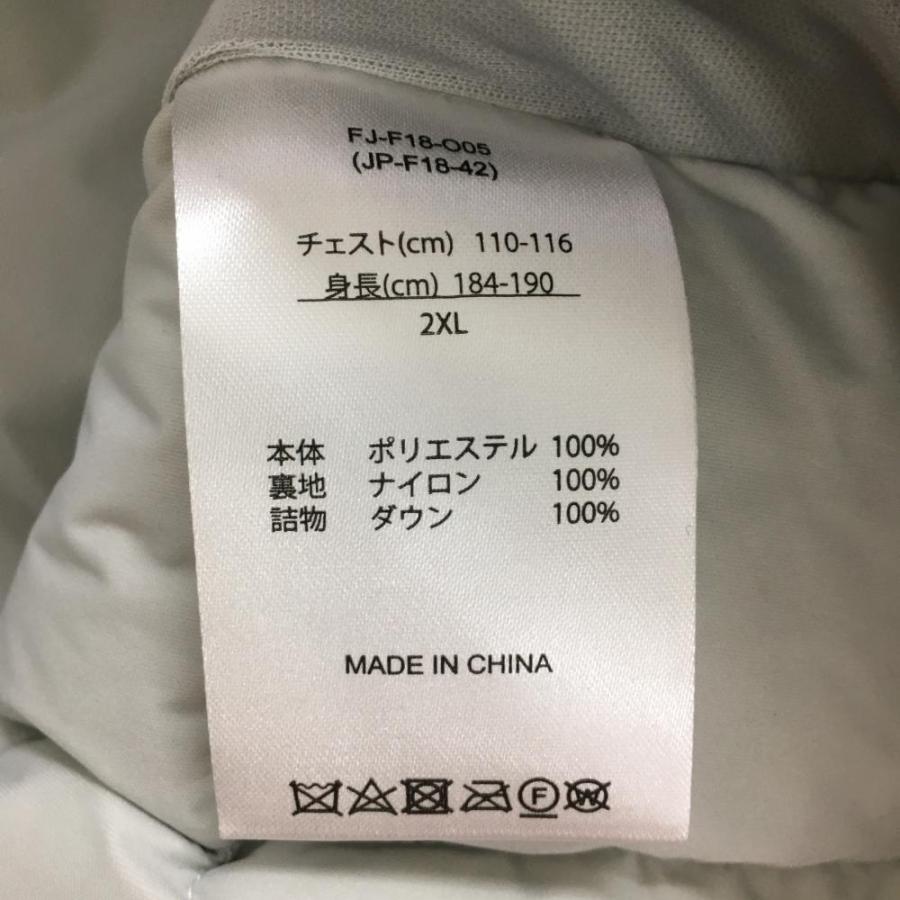 FJ-F18-O05
(JP-F18-42)
チェスト(cm) 110-116
身長(cm) 184-190
2XL
本体 ポリエステル 100%
裏地 ナイロン 100%
詰物 ダウン 100%
MADE IN CHINA
F W